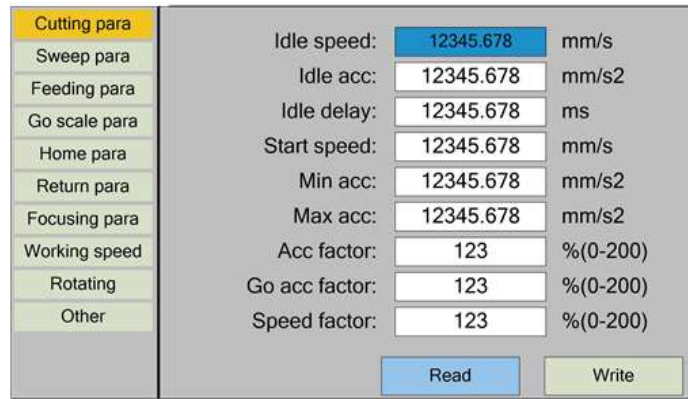 Cutting para
Sweep para
Feeding para
Go scale para
Home para
Return para
Focusing para
Working speed
Rotating
Other
Idle speed: 12345.678 mm/s
Idle acc: 12345.678 mm/s2
Idle delay: 12345.678 ms
Start speed: 12345.678 mm/s
Min acc: 12345.678 mm/s2
Max acc: 12345.678 mm/s2
Acc factor: 123 %(0-200)
Go acc factor: 123 %(0-200)
Speed factor: 123 %(0-200)
Read Write